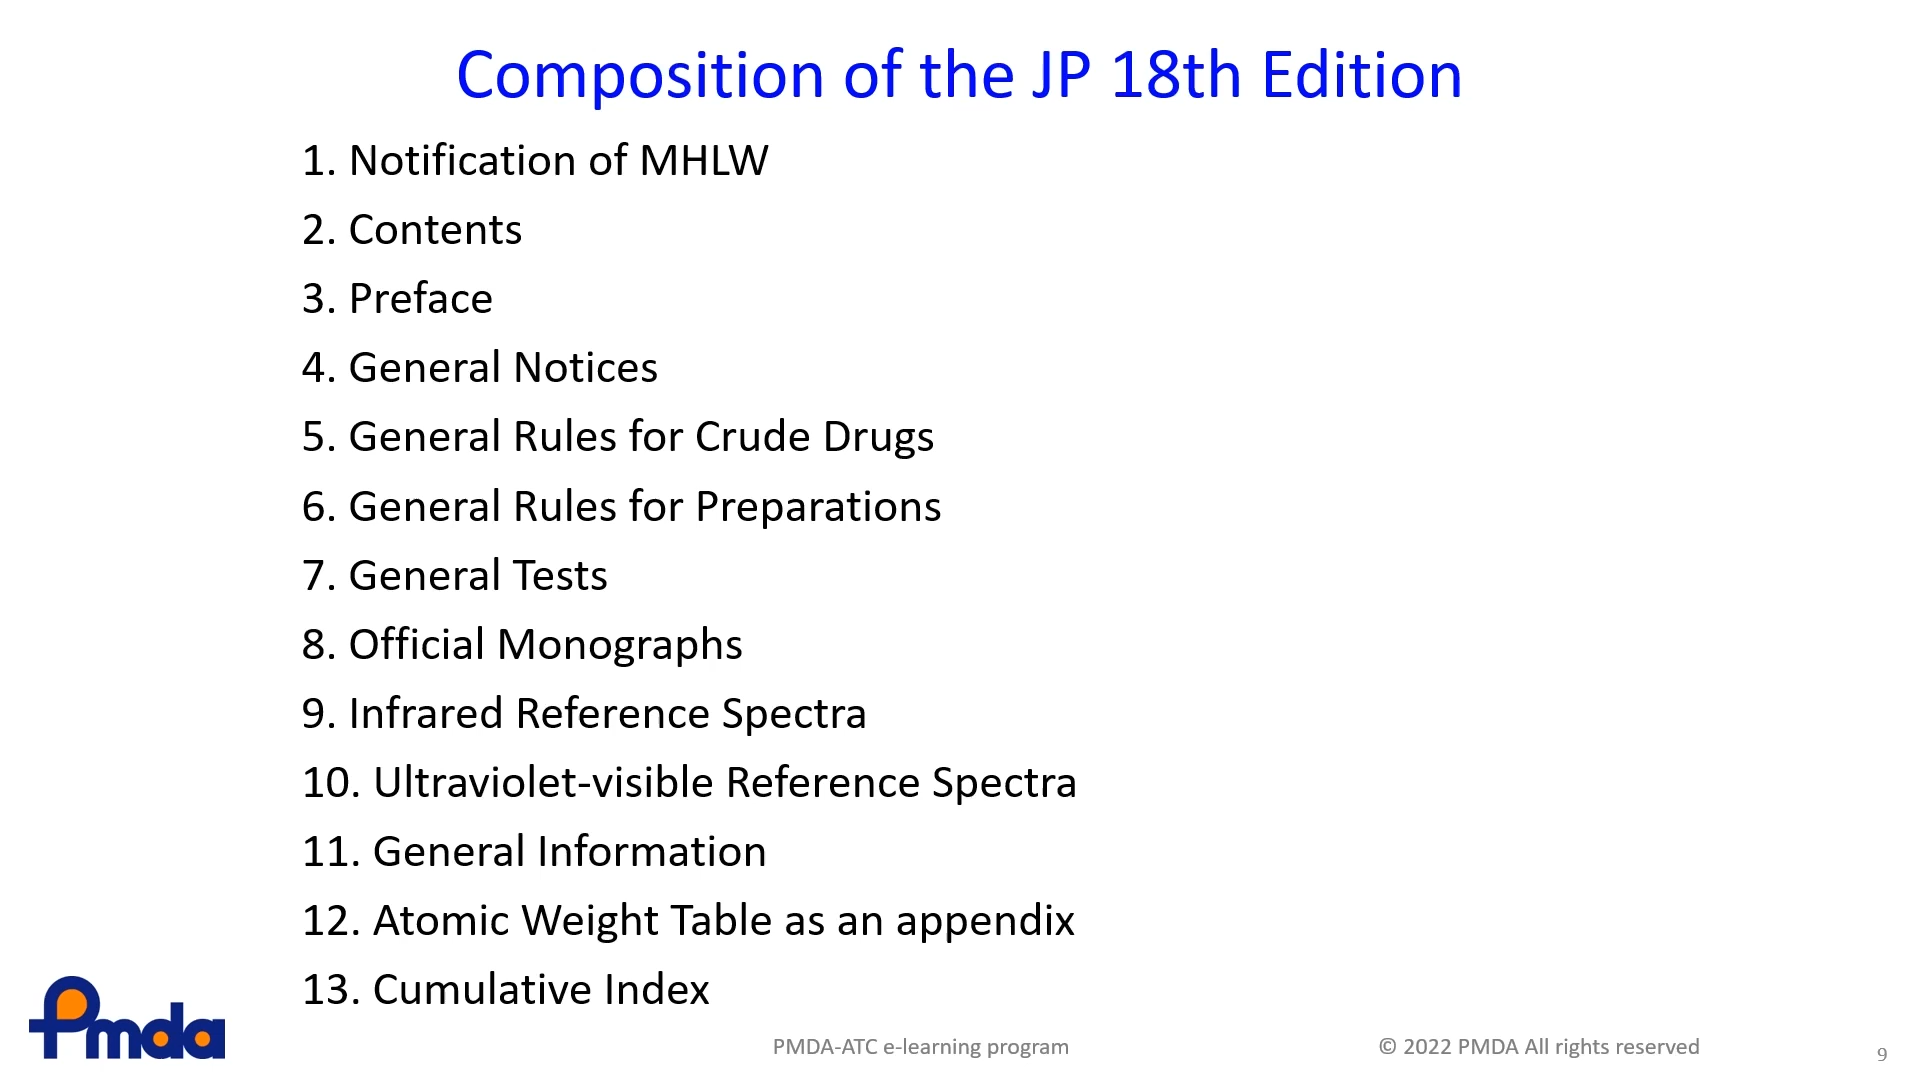 Composition of the JP 18th Edition
1. Notification of MHLW
2. Contents
3. Preface
4. General Notices
5. General Rules for Crude Drugs
6. General Rules for Preparations
7. General Tests
8. Official Monographs
9. Infrared Reference Spectra
10. Ultraviolet-visible Reference Spectra
11. General Information
12. Atomic Weight Table as an appendix
13. Cumulative Index
Pmda
PMDA-ATC e-learning program
© 2022 PMDA All rights reserved
9